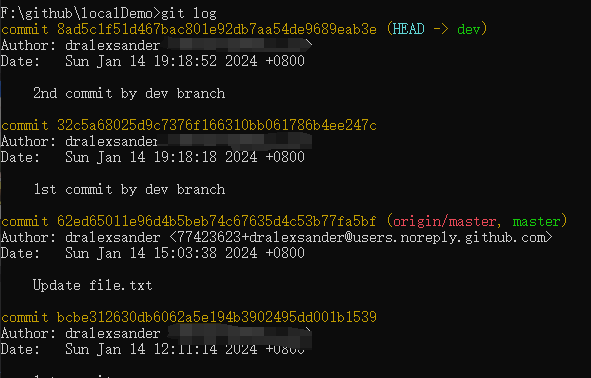 F:\github\localDemo>git log
commit 8ad5c1f51d467bac801e92db7aa54de9689eab3e (HEAD -> dev)
Author: dralexsander
Date:   Sun Jan 14 19:18:52 2024 +0800
2nd commit by dev branch
commit 32c5a68025d9c7376f166310bb061786b4ee247c
Author: dralexsander
Date:   Sun Jan 14 19:18:18 2024 +0800
1st commit by dev branch
commit 62ed65011e96d4b5beb74c67635d4c53b77fa5bf (origin/master, master)
Author: dralexsander <77423623+dralexsander@users.noreply.github.com>
Date:   Sun Jan 14 15:03:38 2024 +0800
Update file.txt
commit bcbe312630db6062a5e194b3902495dd001b1539
Author: dralexsander
Date:   Sun Jan 14 12:11:14 2024 +0800